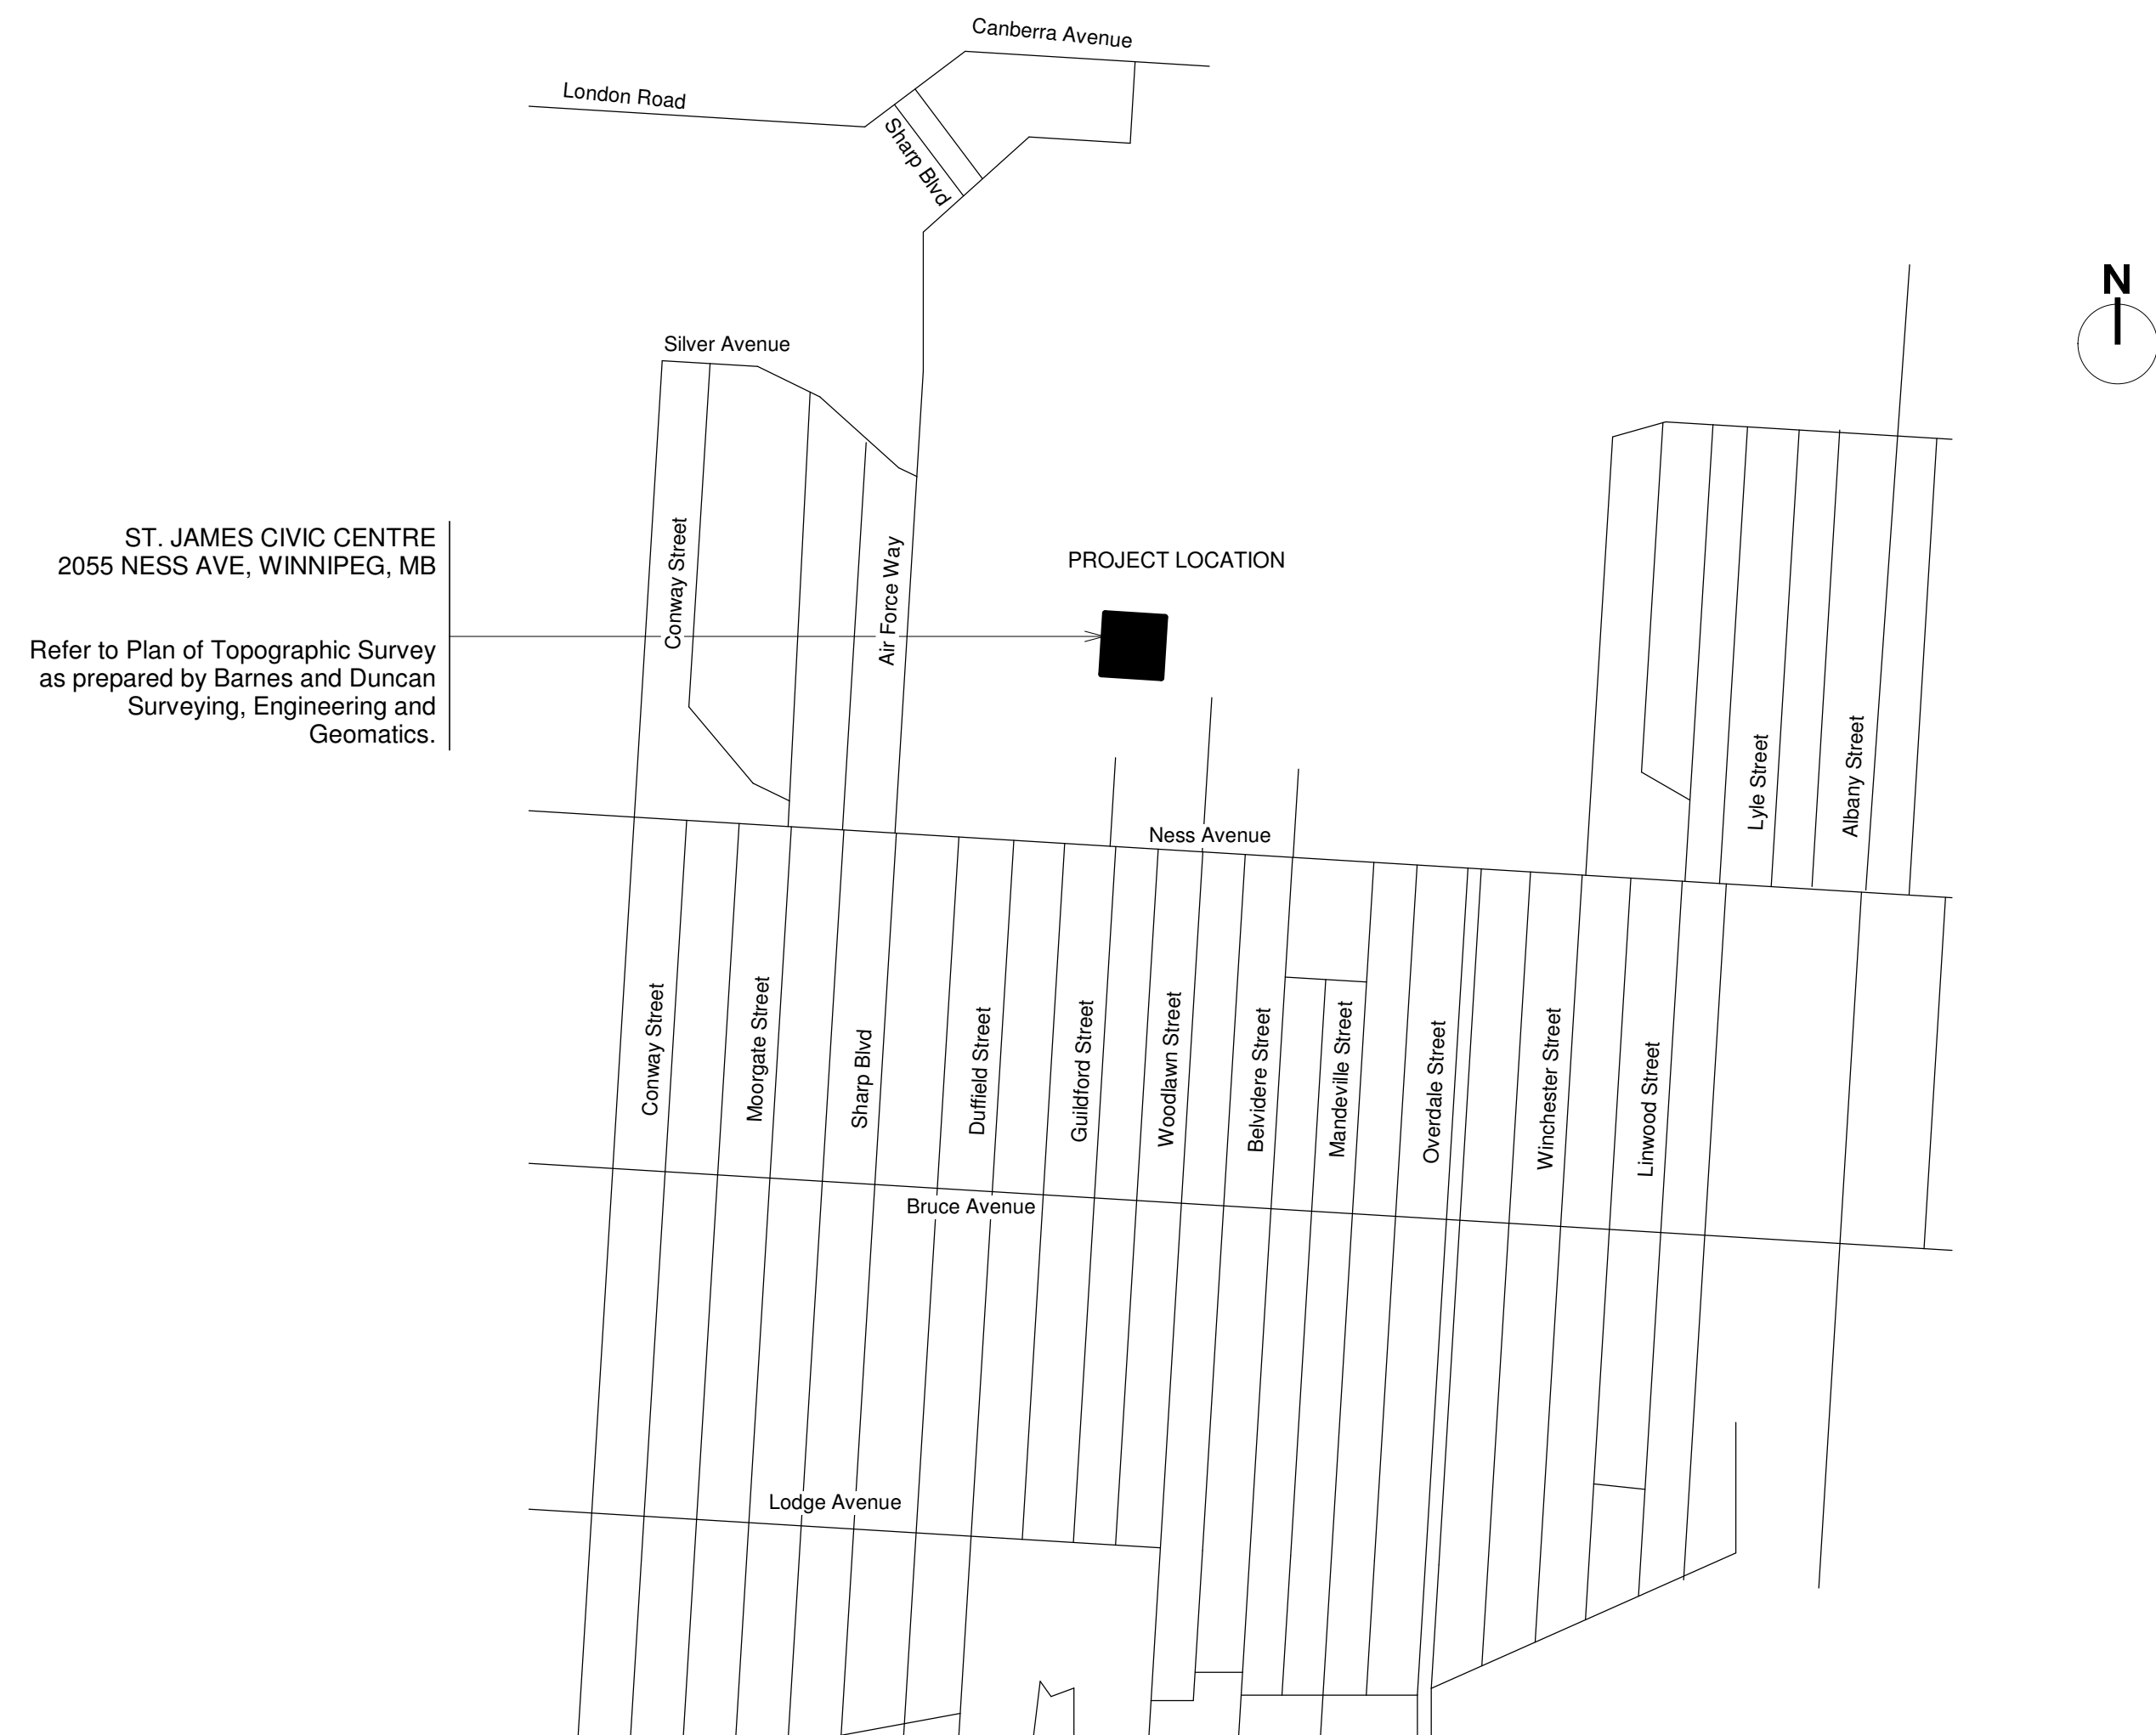 Canberra Avenue
London Road
Sharp Blvd
N
Silver Avenue
Conway Street
Air Force Way
ST. JAMES CIVIC CENTRE
2055 NESS AVE, WINNIPEG, MB
Refer to Plan of Topographic Survey
as prepared by Barnes and Duncan
Surveying, Engineering and
Geomatics.
PROJECT LOCATION
Lyle Street
Albany Street
Ness Avenue
Conway Street
Moorgate Street
Sharp Blvd
Duffield Street
Guildford Street
Woodlawn Street
Belvidere Street
Mandeville Street
Overdale Street
Winchester Street
Linwood Street
Bruce Avenue
Lodge Avenue